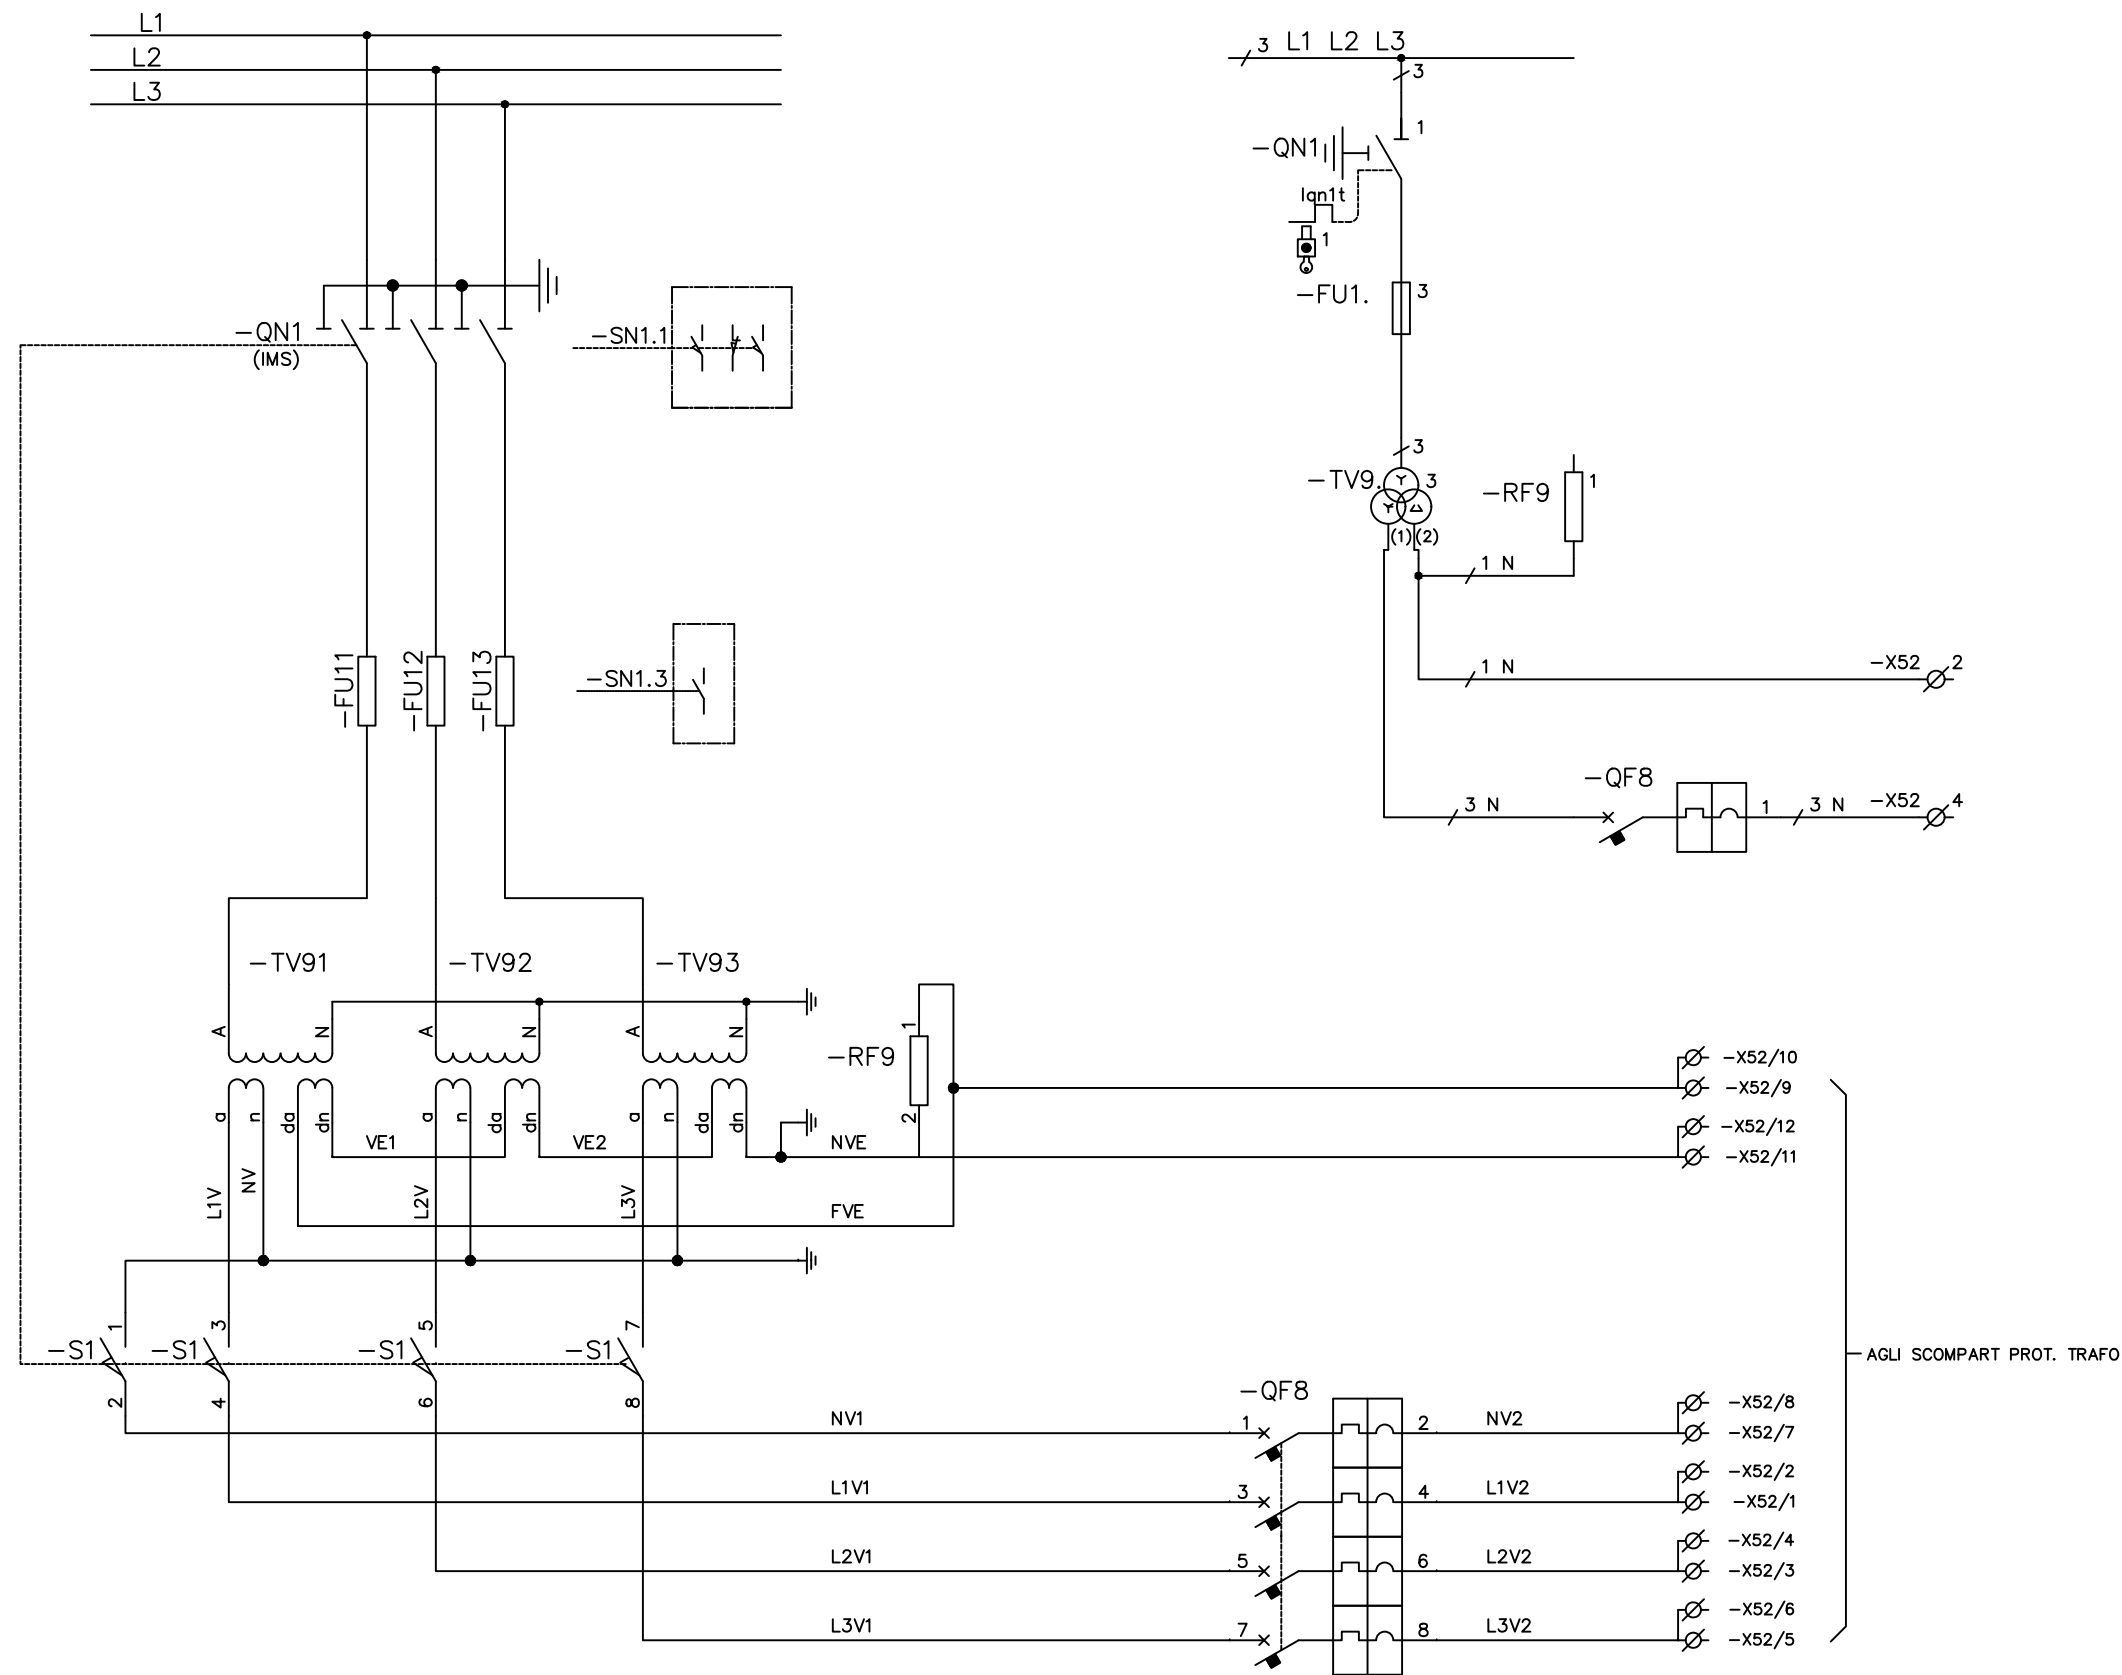 L1
L2
L3
3 L1 L2 L3
3
1
-QN1
Ian1t
1
-FU1. 3
3
-TV9. 3
(1) (2)
-RF9 1
1 N
1 N
-X52 2
-QF8
3 N
1
3 N
-X52 4
-QN1
(IMS)
-SN1.1
-SN1.3
-FU11
-FU12
-FU13
-TV91
-TV92
-TV93
A
N
A
N
A
N
a
n
da
dn
a
n
da
dn
a
n
da
dn
-RF9
1
2
VE1
VE2
NVE
FVE
L1V
NV
L2V
L3V
-X52/10
-X52/9
-X52/12
-X52/11
-S1
1
2
-S1
3
4
-S1
5
6
-S1
7
8
AGLI SCOMPART PROT. TRAFO
-QF8
NV1
1
2
NV2
-X52/8
-X52/7
L1V1
3
4
L1V2
-X52/2
-X52/1
L2V1
5
6
L2V2
-X52/4
-X52/3
L3V1
7
8
L3V2
-X52/6
-X52/5